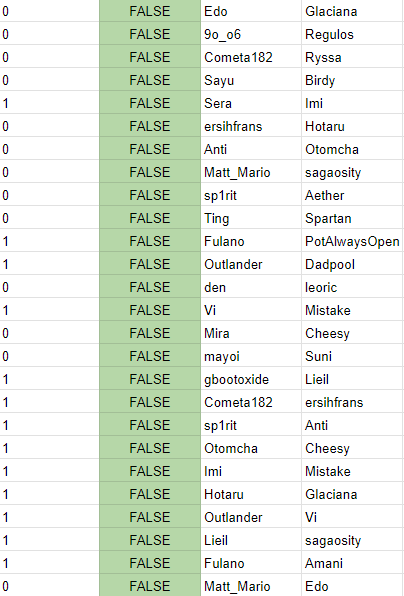 0 FALSE Edo Glaciana
0 FALSE 9o_o6 Regulos
0 FALSE Cometa182 Ryssa
0 FALSE Sayu Birdy
1 FALSE Sera Imi
0 FALSE ersihfrans Hotaru
0 FALSE Anti Otomcha
0 FALSE Matt_Mario sagaosity
0 FALSE sp1rit Aether
0 FALSE Ting Spartan
1 FALSE Fulano PotAlwaysOpen
1 FALSE Outlander Dadpool
0 FALSE den leoric
1 FALSE Vi Mistake
0 FALSE Mira Cheesy
0 FALSE mayoi Suni
1 FALSE gbootoxide Lieil
1 FALSE Cometa182 ersihfrans
1 FALSE sp1rit Anti
1 FALSE Otomcha Cheesy
1 FALSE Imi Mistake
1 FALSE Hotaru Glaciana
1 FALSE Outlander Vi
1 FALSE Lieil sagaosity
1 FALSE Fulano Amani
0 FALSE Matt_Mario Edo